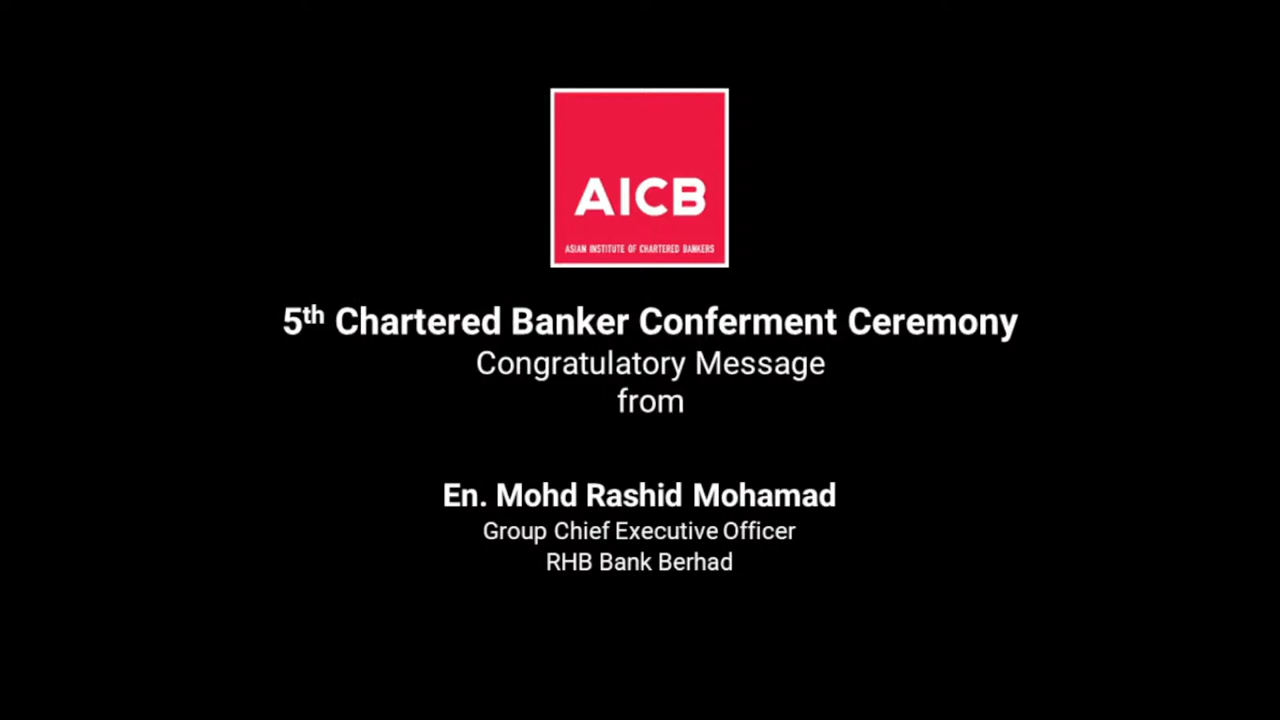 AICB
ASIAN INSTITUTE OF CHARTERED BANKERS
5th Chartered Banker Conferment Ceremony
Congratulatory Message
from
En. Mohd Rashid Mohamad
Group Chief Executive Officer
RHB Bank Berhad